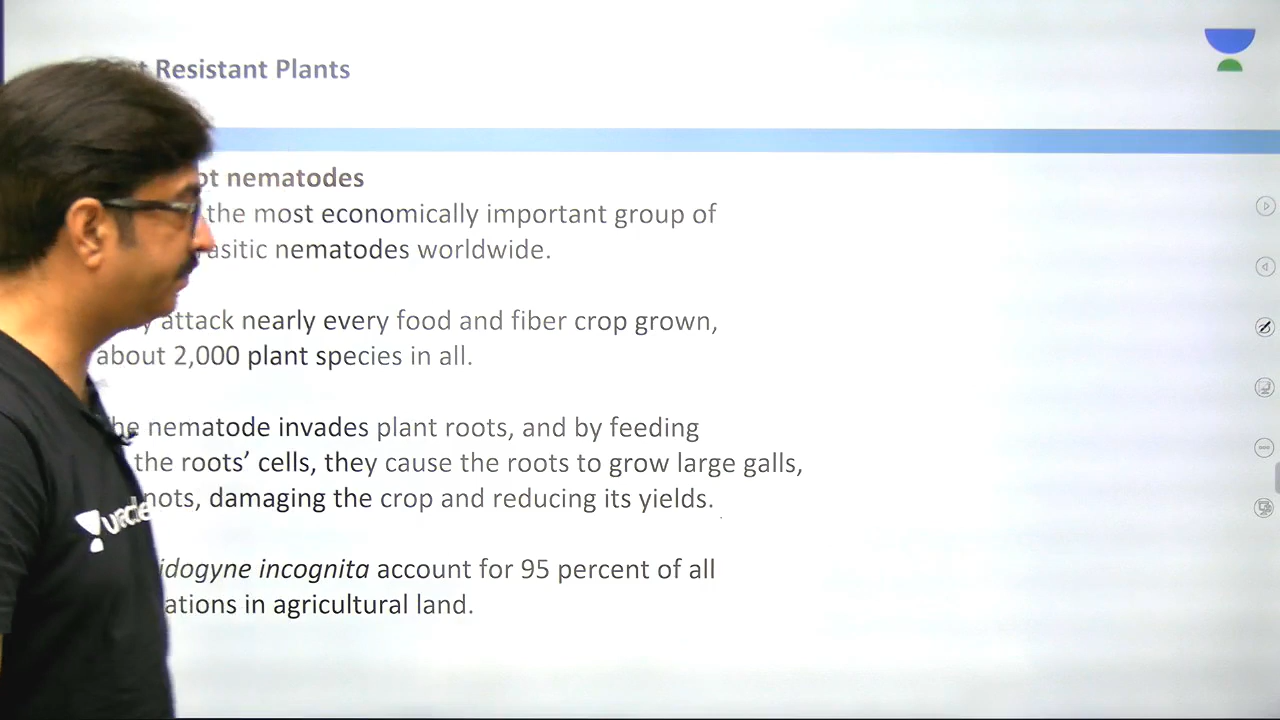 Resistant Plants
nematodes
the most economically important group of
nematodes worldwide.
attack nearly every food and fiber crop grown,
about 2,000 plant species in all.
nematode invades plant roots, and by feeding
the roots’ cells, they cause the roots to grow large galls,
damaging the crop and reducing its yields.
incognita account for 95 percent of all
in agricultural land.